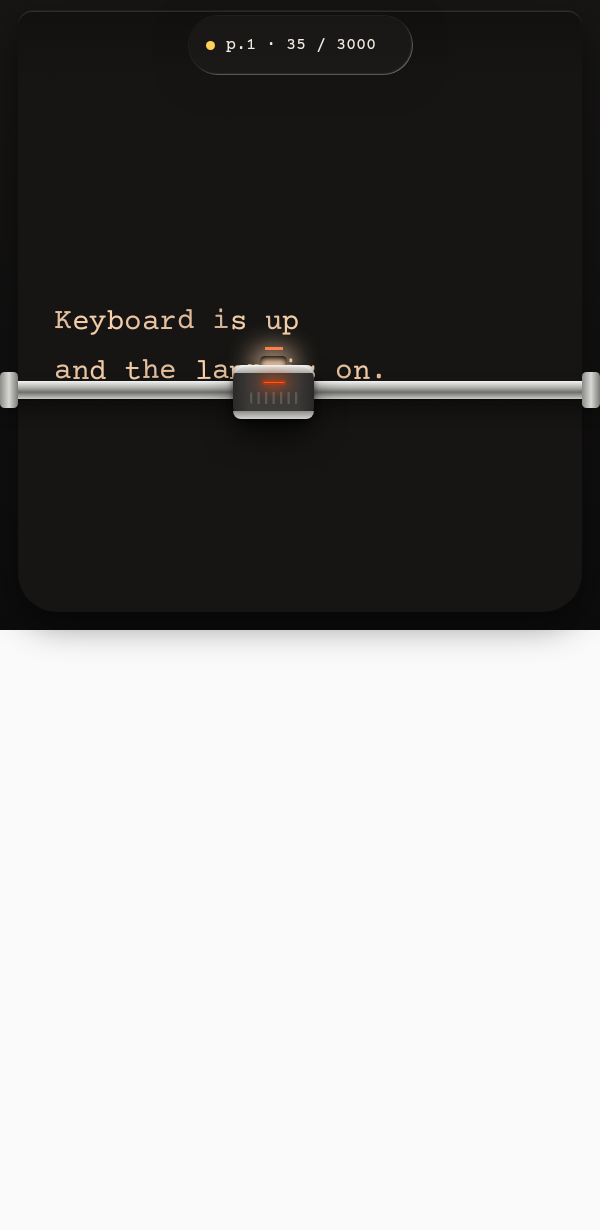 p.1 · 35 / 3000
Keyboard is up
and the on.